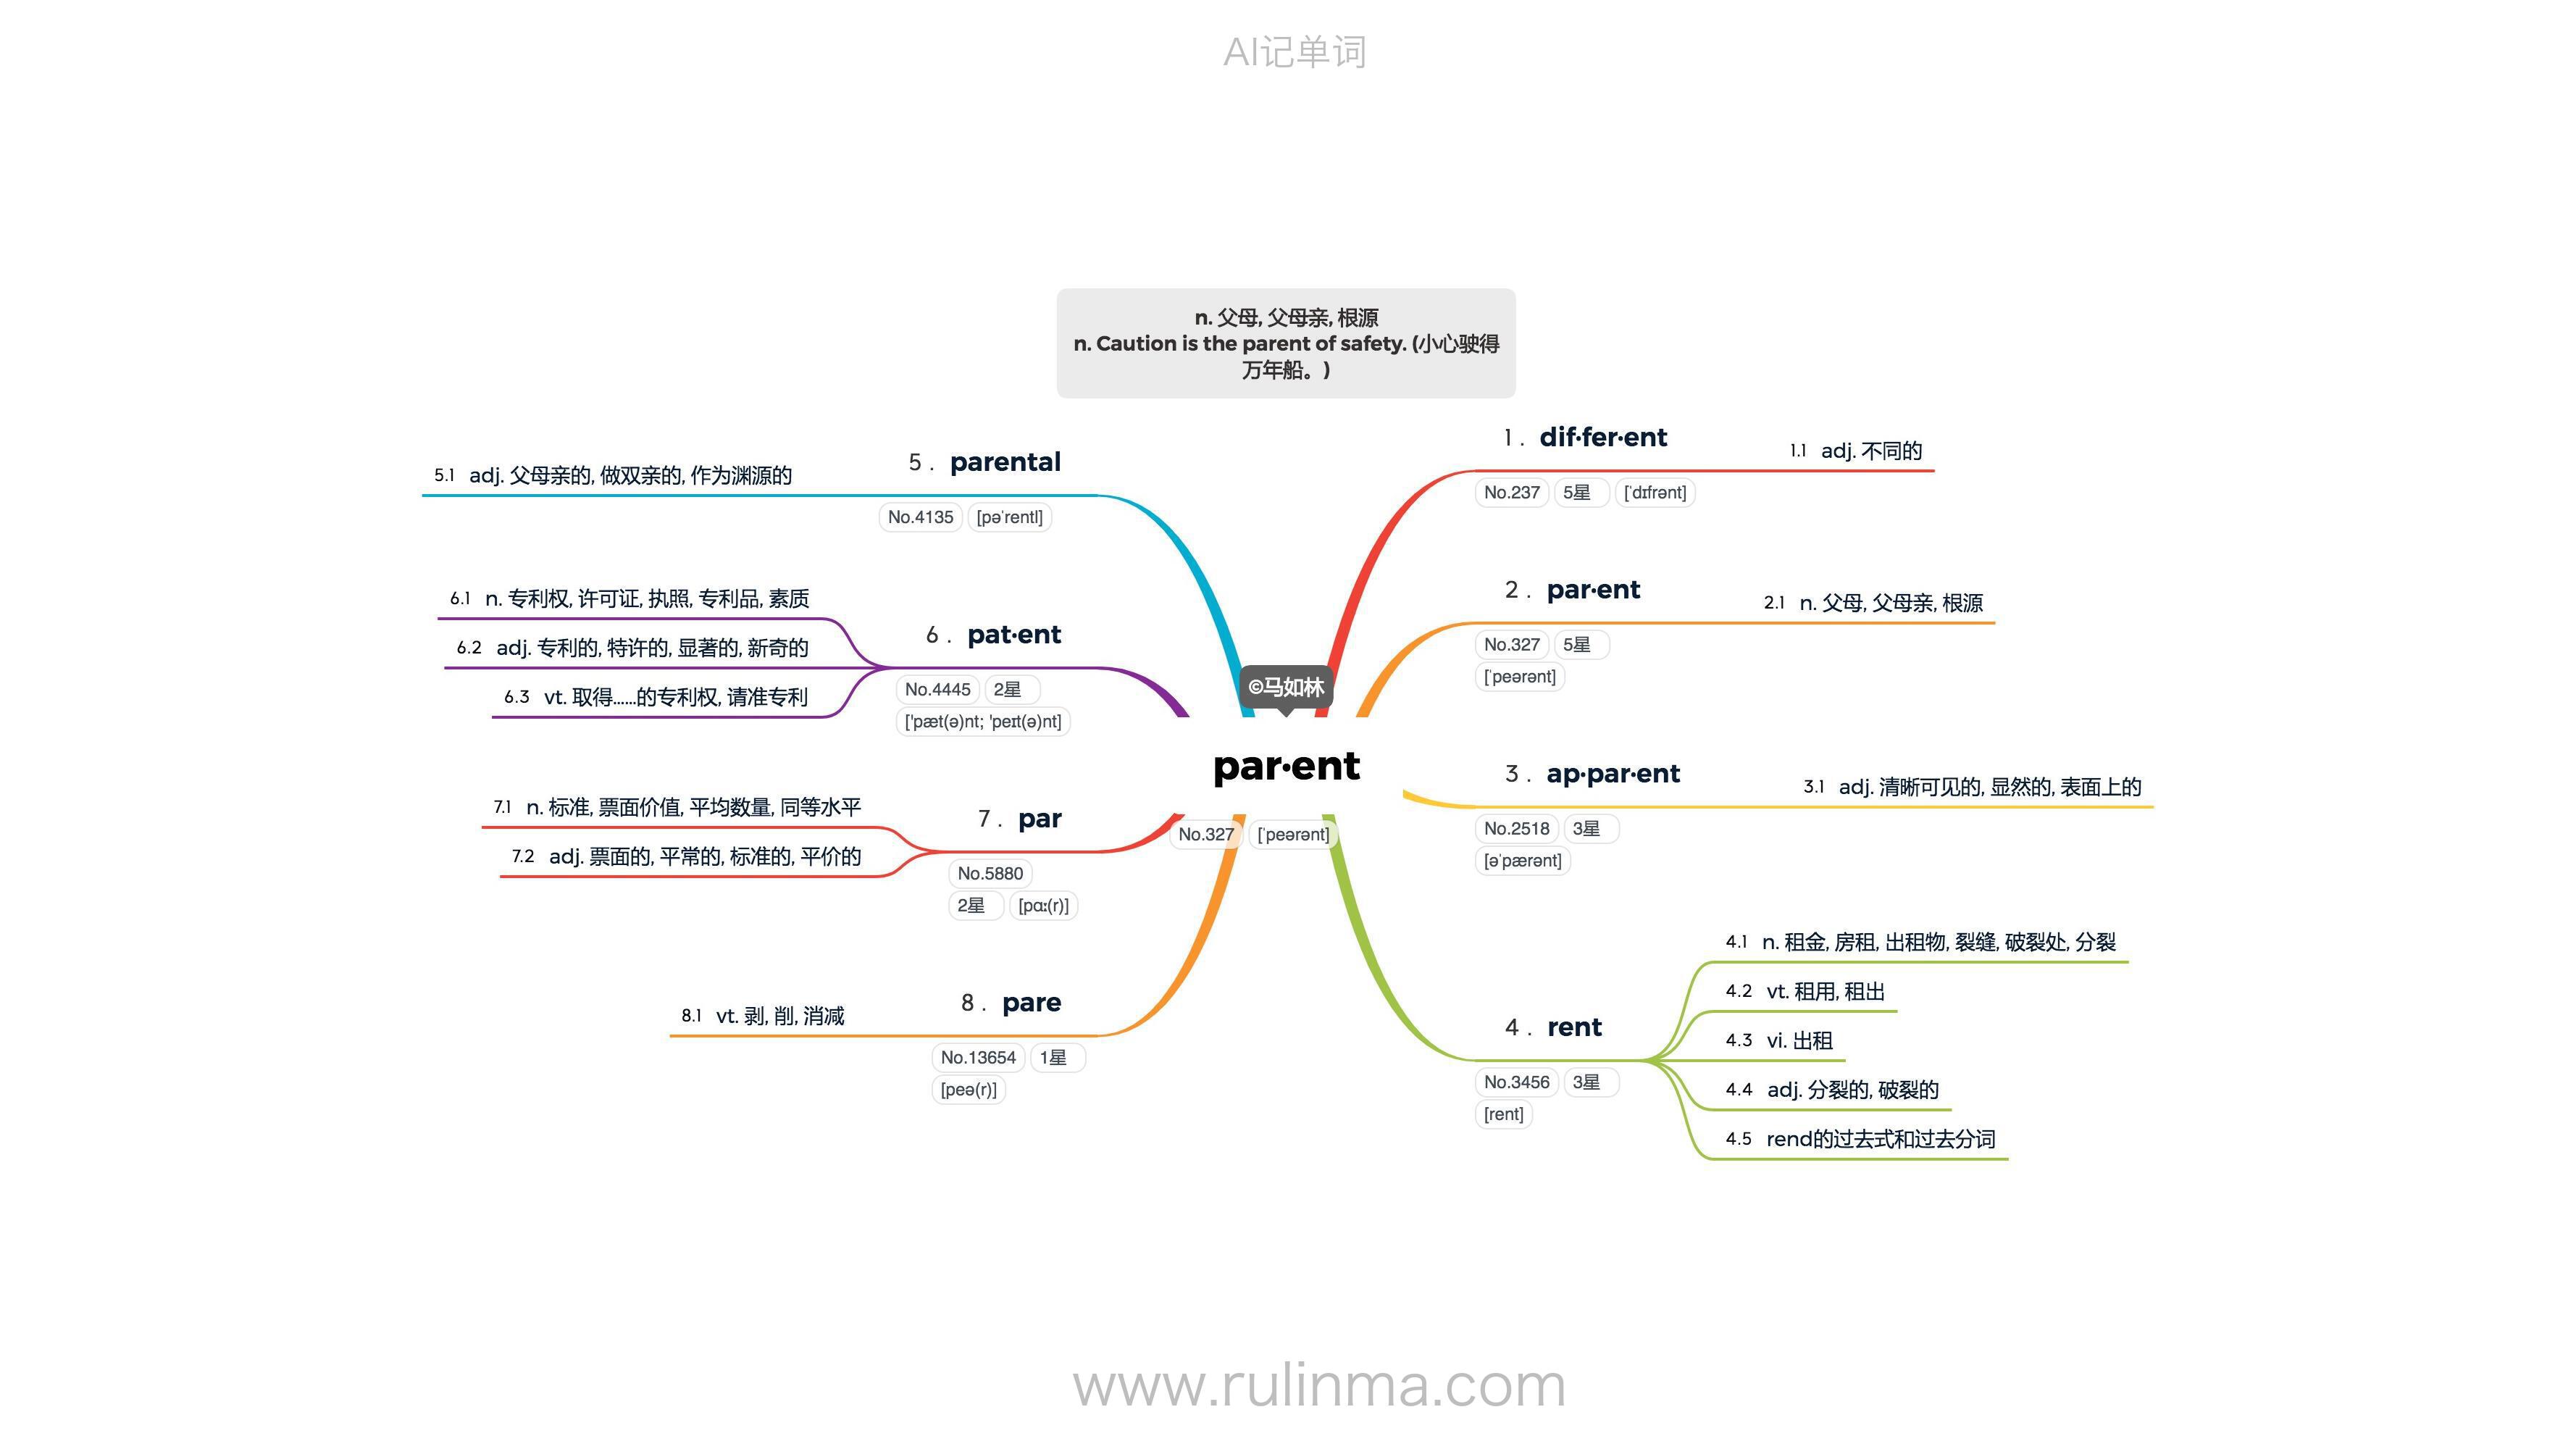 AI记单词
n. 父母, 父母亲, 根源
n. Caution is the parent of safety. (小心驶得
万年船。)
©马如林
par·ent
No.327 [ˈpeərənt]
1 . dif·fer·ent
No.237 5星 [ˈdɪfrənt]
1.1 adj. 不同的
2 . par·ent
No.327 5星
[ˈpeərənt]
2.1 n. 父母, 父母亲, 根源
3 . ap·par·ent
No.2518 3星
[əˈpærənt]
3.1 adj. 清晰可见的, 显然的, 表面上的
4 . rent
No.3456 3星
[rent]
4.1 n. 租金, 房租, 出租物, 裂缝, 破裂处, 分裂
4.2 vt. 租用, 租出
4.3 vi. 出租
4.4 adj. 分裂的, 破裂的
4.5 rend的过去式和过去分词
5 . parental
No.4135 [pəˈrentl]
5.1 adj. 父母亲的, 做双亲的, 作为渊源的
6 . pat·ent
No.4445 2星
['pæt(ə)nt; 'peɪt(ə)nt]
6.1 n. 专利权, 许可证, 执照, 专利品, 素质
6.2 adj. 专利的, 特许的, 显著的, 新奇的
6.3 vt. 取得……的专利权, 请准专利
7 . par
No.5880
2星 [pɑː(r)]
7.1 n. 标准, 票面价值, 平均数量, 同等水平
7.2 adj. 票面的, 平常的, 标准的, 平价的
8 . pare
No.13654 1星
[peə(r)]
8.1 vt. 剥, 削, 消减
www.rulinma.com